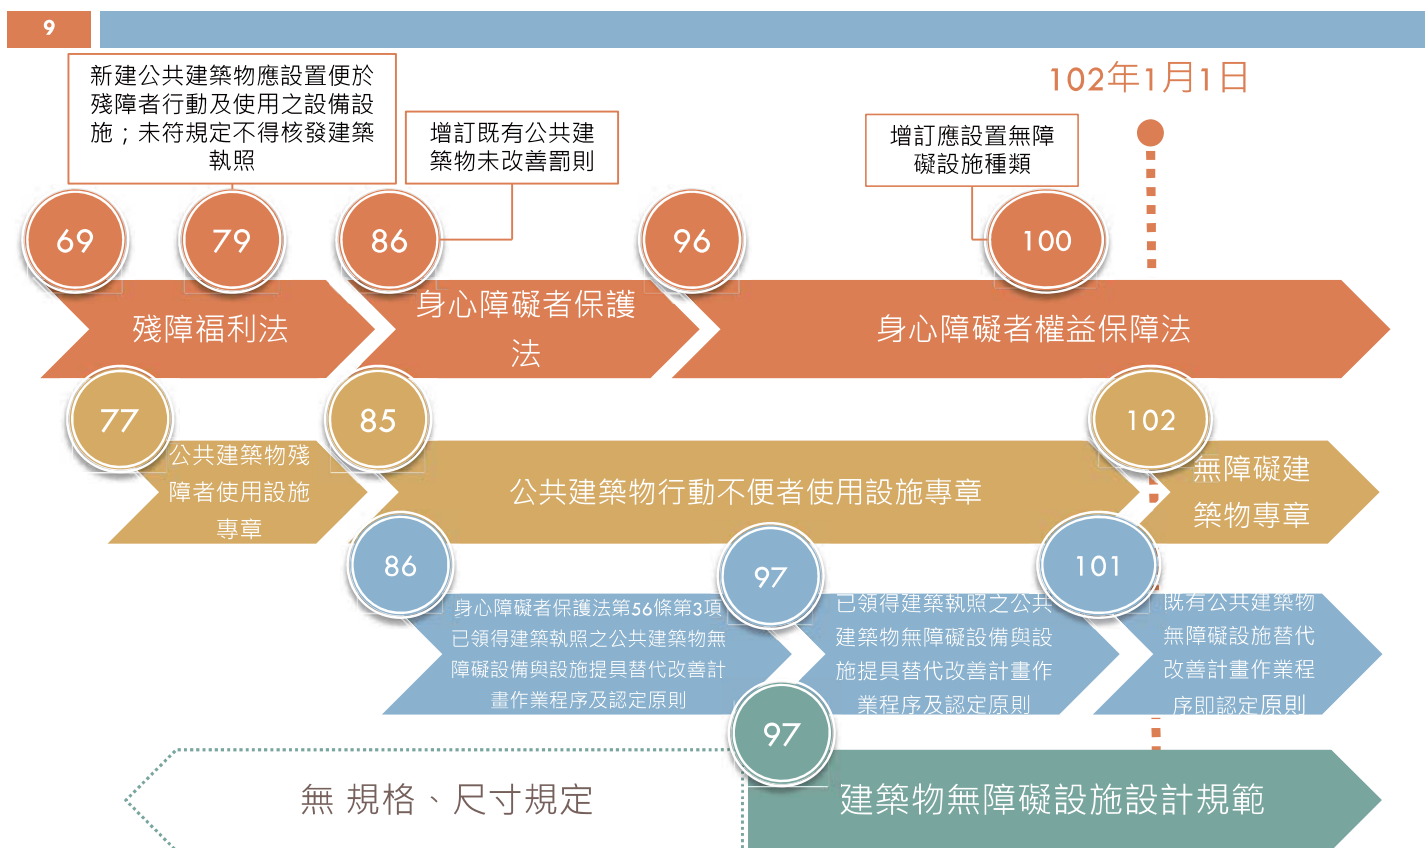 9
新建公共建築物應設置便於
殘障者行動及使用之設備設
施；未符規定不得核發建築
執照
增訂既有公共建
築物未改善罰則
增訂應設置無障
礙設施種類
102年1月1日
69
79
86
96
100
殘障福利法
身心障礙者保護
法
身心障礙者權益保障法
77
85
102
公共建築物殘
障者使用設施
專章
公共建築物行動不便者使用設施專章
無障礙建
築物專章
86
97
101
身心障礙者保護法第56條第3項
已領得建築執照之公共建築物無
障礙設備與設施提具替代改善計
畫作業程序及認定原則
已領得建築執照之公共
建築物無障礙設備與設
施提具替代改善計畫作
業程序及認定原則
既有公共建築物
無障礙設施替代
改善計畫作業程
序即認定原則
97
無 規格、尺寸規定
建築物無障礙設施設計規範